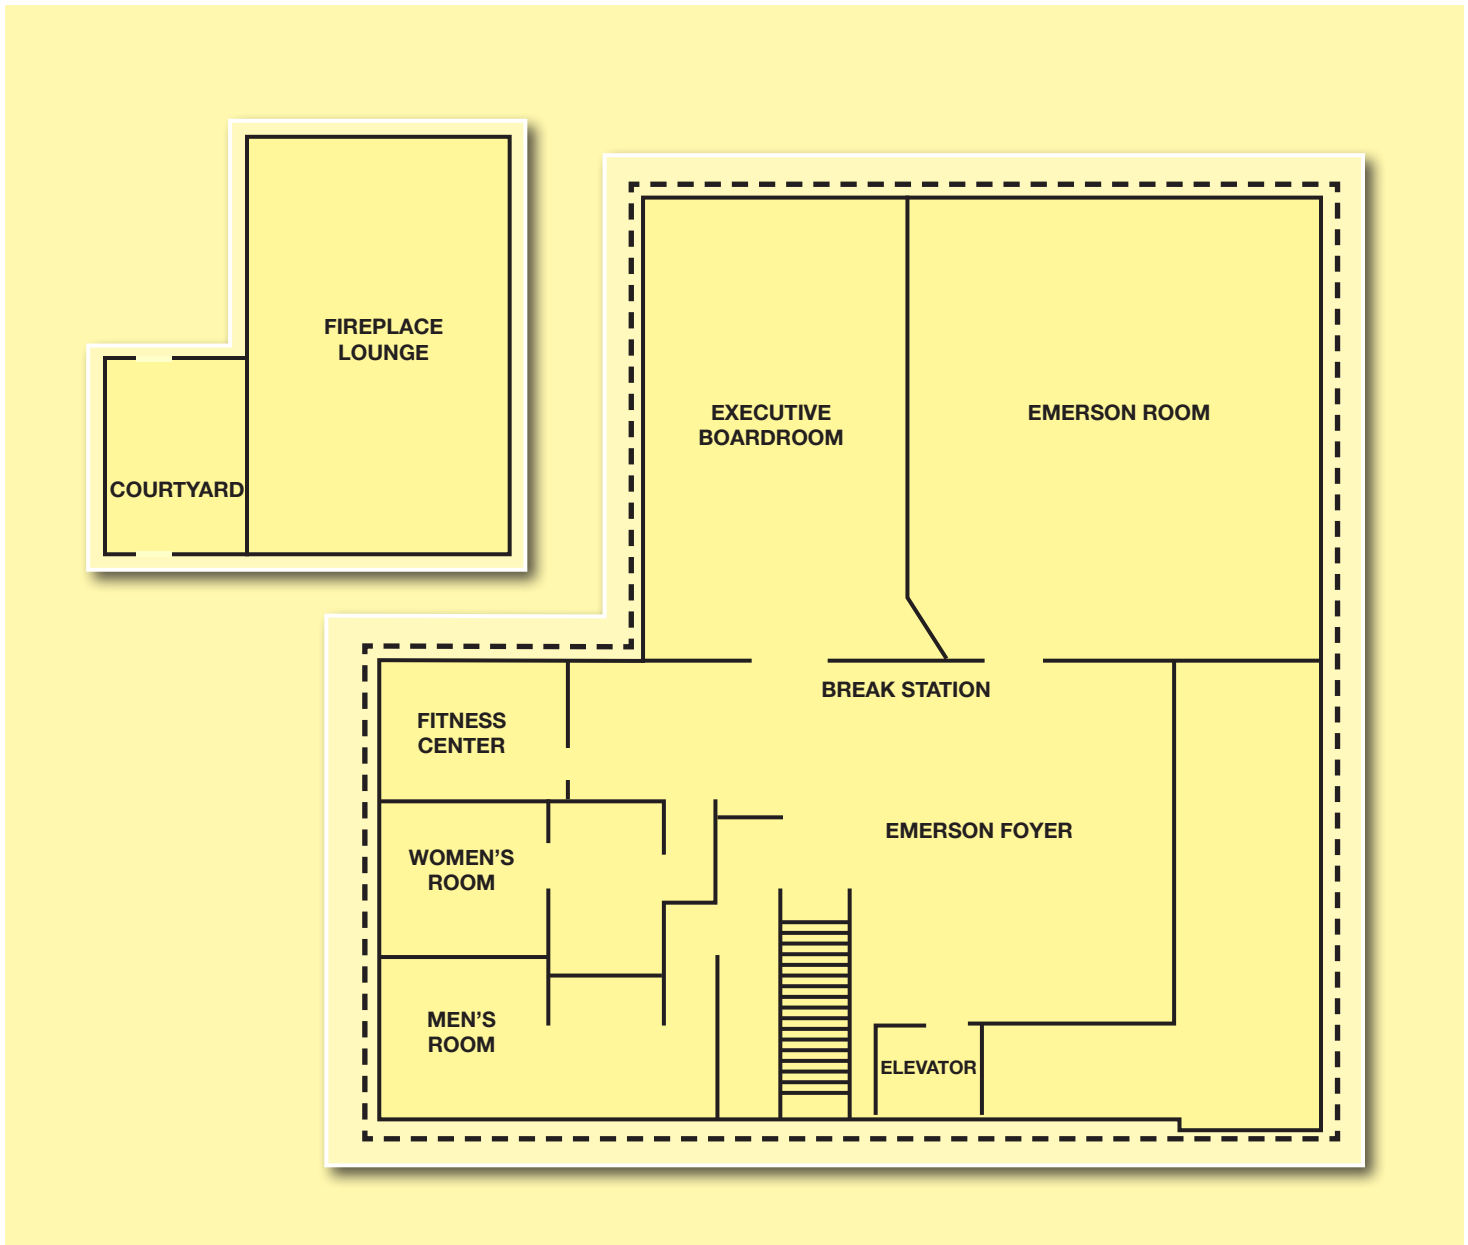 FIREPLACE
LOUNGE
COURTYARD
EXECUTIVE
BOARDROOM
EMERSON ROOM
BREAK STATION
FITNESS
CENTER
EMERSON FOYER
WOMEN’S
ROOM
MEN’S
ROOM
ELEVATOR